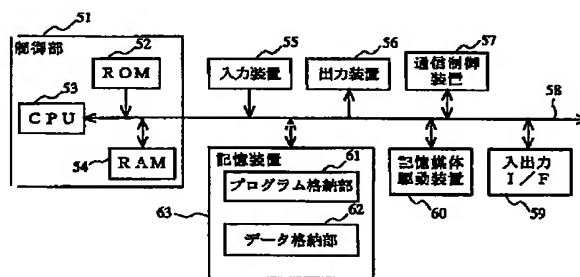 51
制御部
52
ROM
53
CPU
54
RAM
55
入力装置
56
出力装置
57
通信制御
装置
58
記憶装置
61
プログラム格納部
62
データ格納部
63
記憶媒体
駆動装置
60
入出力
I/F
59